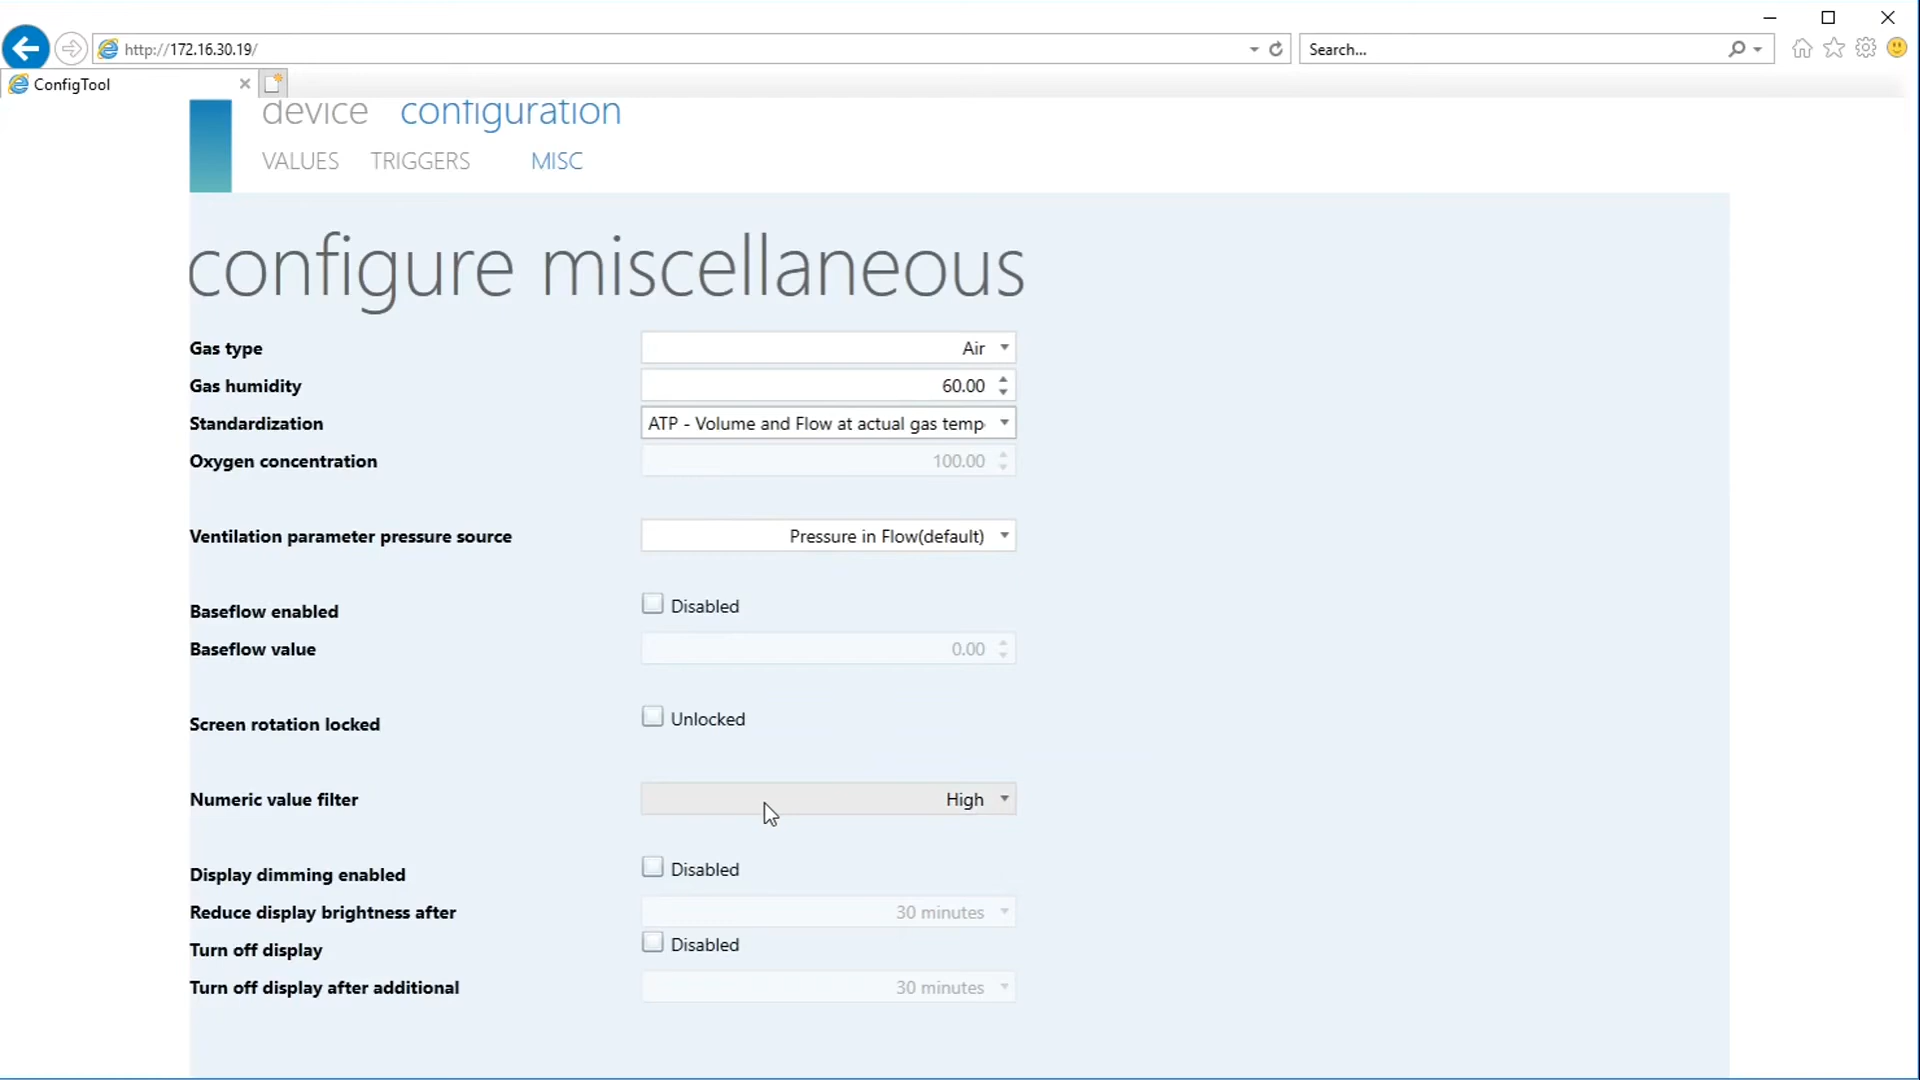 http://172.16.30.19/
Search...
ConfigTool
device configuration
VALUES TRIGGERS MISC
configure miscellaneous
Gas type Air
Gas humidity 60.00
Standardization ATP - Volume and Flow at actual gas temp
Oxygen concentration 100.00
Ventilation parameter pressure source Pressure in Flow(default)
Baseflow enabled Disabled
Baseflow value 0.00
Screen rotation locked Unlocked
Numeric value filter High
Display dimming enabled Disabled
Reduce display brightness after 30 minutes
Turn off display Disabled
Turn off display after additional 30 minutes